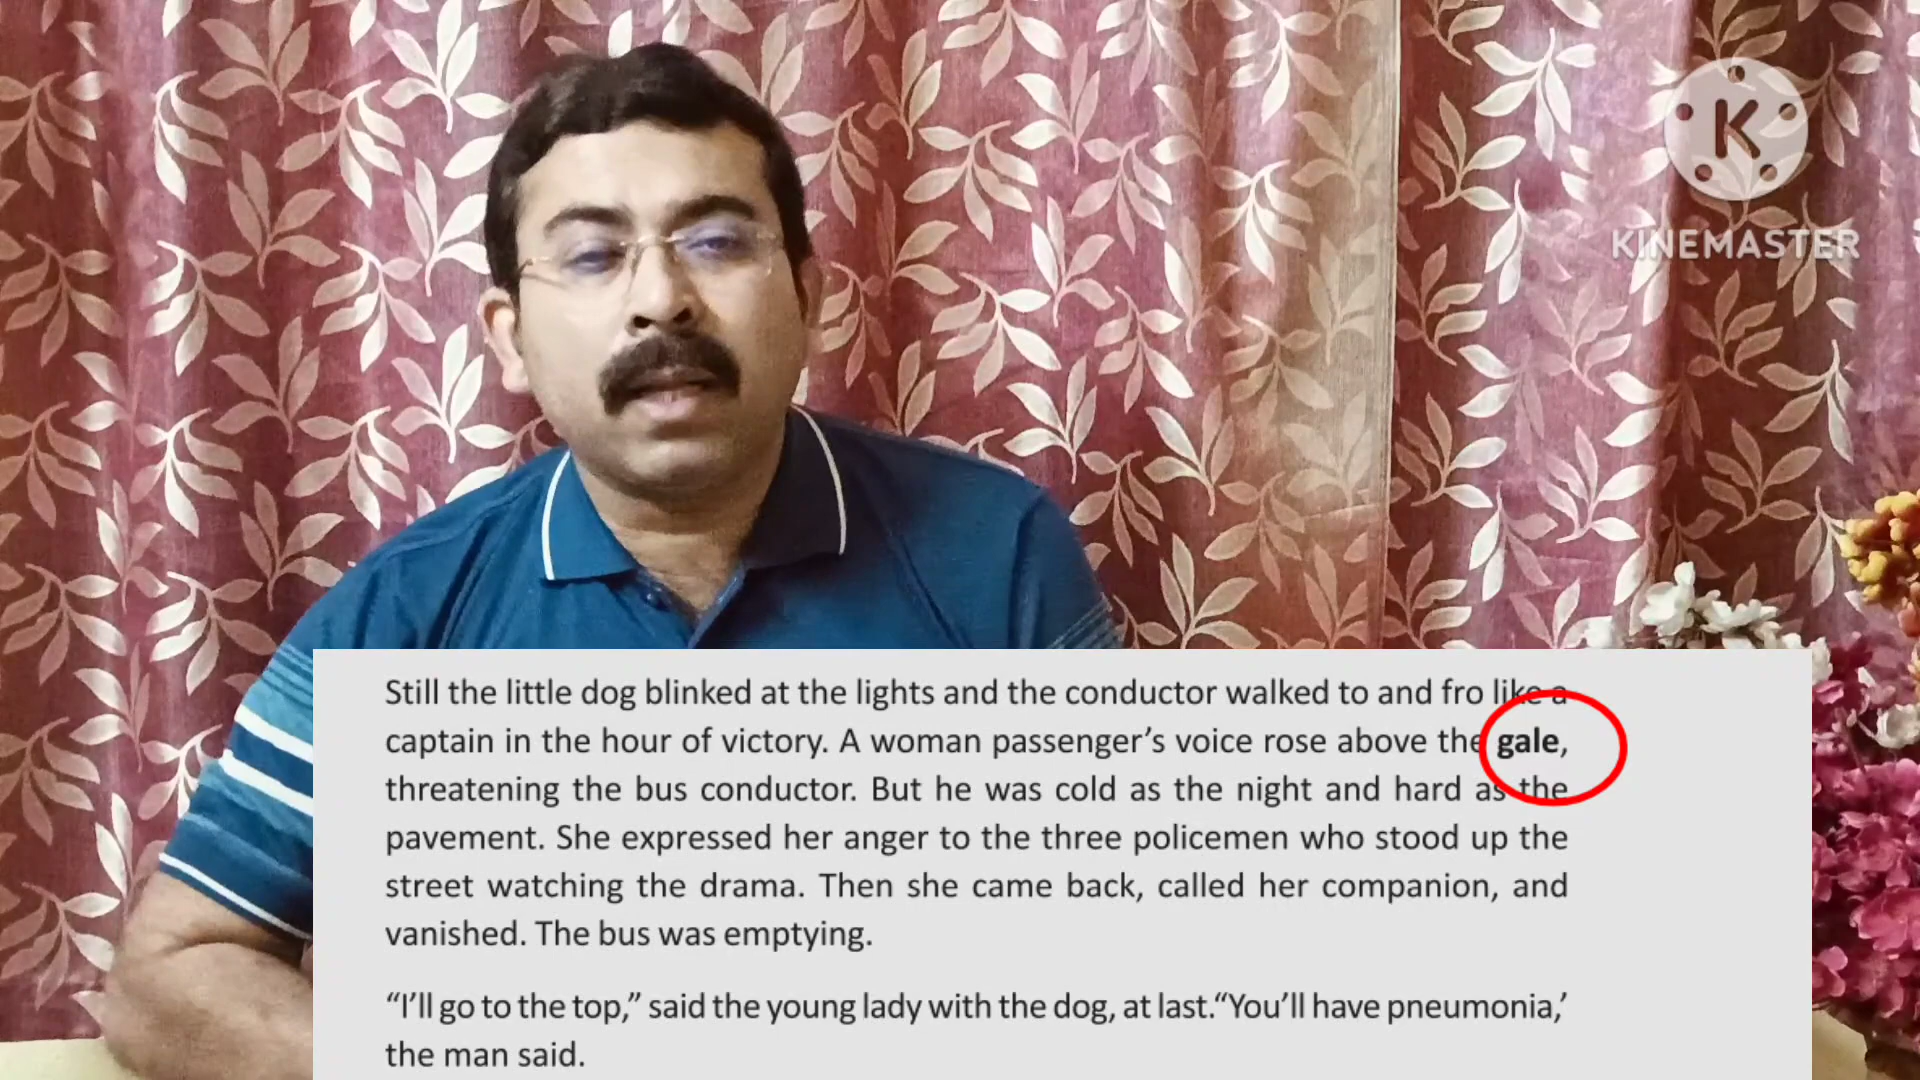 K
KINEMASTER
Still the little dog blinked at the lights and the conductor walked to and fro like a
captain in the hour of victory. A woman passenger’s voice rose above the gale,
threatening the bus conductor. But he was cold as the night and hard as the
pavement. She expressed her anger to the three policemen who stood up the
street watching the drama. Then she came back, called her companion, and
vanished. The bus was emptying.
“I’ll go to the top,” said the young lady with the dog, at last.“You’ll have pneumonia,’
the man said.